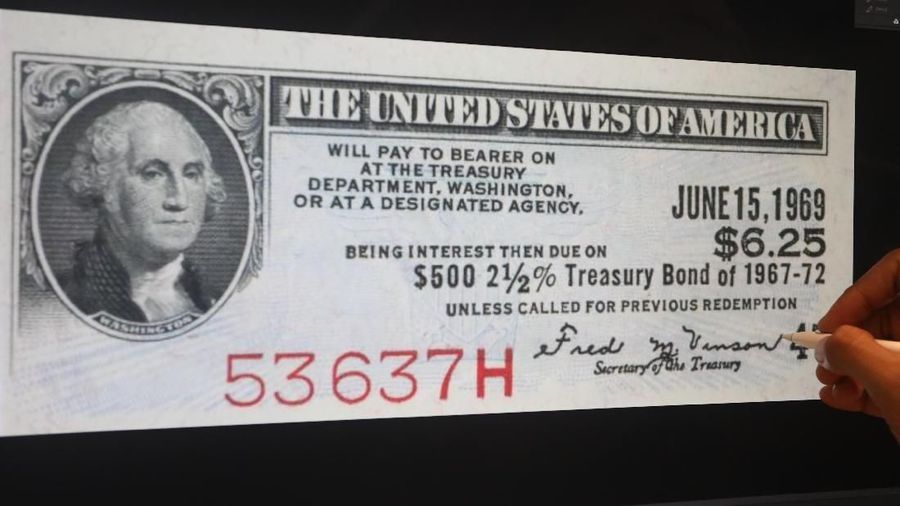 THE UNITED STATES OF AMERICA
WILL PAY TO BEARER ON
AT THE TREASURY
DEPARTMENT, WASHINGTON,
OR AT A DESIGNATED AGENCY,
JUNE 15, 1969
$6.25
BEING INTEREST THEN DUE ON
$500 2½% Treasury Bond of 1967-72
UNLESS CALLED FOR PREVIOUS REDEMPTION
WASHINGTON
53637H
Fred M. Vinson
Secretary of the Treasury